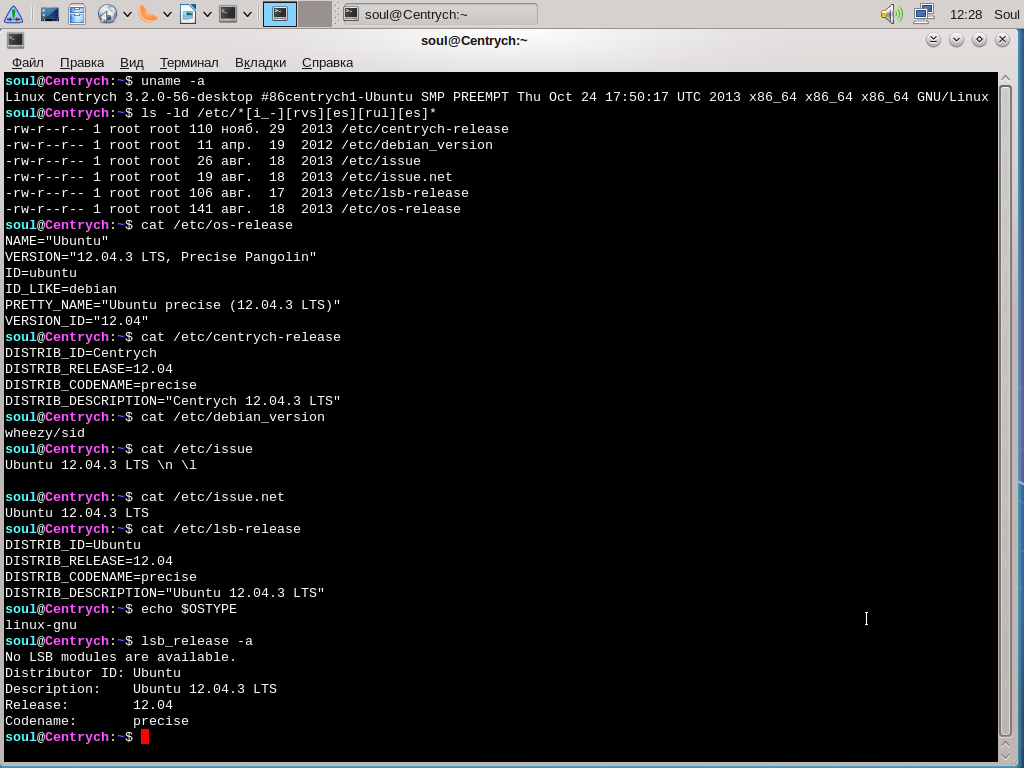 soul@Centrych:~
12:28
Soul
soul@Centrych:~
Файл Правка Вид Терминал Вкладки Справка
soul@Centrych:~$ uname -a
Linux Centrych 3.2.0-56-desktop #86centrych1-Ubuntu SMP PREEMPT Thu Oct 24 17:50:17 UTC 2013 x86_64 x86_64 x86_64 GNU/Linux
soul@Centrych:~$ ls -ld /etc/*[i_-][rvs][es][rul][es]*
-rw-r--r-- 1 root root 110 нояб. 29  2013 /etc/centrych-release
-rw-r--r-- 1 root root  11 апр.  19  2012 /etc/debian_version
-rw-r--r-- 1 root root  26 авг.  18  2013 /etc/issue
-rw-r--r-- 1 root root  19 авг.  18  2013 /etc/issue.net
-rw-r--r-- 1 root root 106 авг.  17  2013 /etc/lsb-release
-rw-r--r-- 1 root root 141 авг.  18  2013 /etc/os-release
soul@Centrych:~$ cat /etc/os-release
NAME="Ubuntu"
VERSION="12.04.3 LTS, Precise Pangolin"
ID=ubuntu
ID_LIKE=debian
PRETTY_NAME="Ubuntu precise (12.04.3 LTS)"
VERSION_ID="12.04"
soul@Centrych:~$ cat /etc/centrych-release
DISTRIB_ID=Centrych
DISTRIB_RELEASE=12.04
DISTRIB_CODENAME=precise
DISTRIB_DESCRIPTION="Centrych 12.04.3 LTS"
soul@Centrych:~$ cat /etc/debian_version
wheezy/sid
soul@Centrych:~$ cat /etc/issue
Ubuntu 12.04.3 LTS \n \l
soul@Centrych:~$ cat /etc/issue.net
Ubuntu 12.04.3 LTS
soul@Centrych:~$ cat /etc/lsb-release
DISTRIB_ID=Ubuntu
DISTRIB_RELEASE=12.04
DISTRIB_CODENAME=precise
DISTRIB_DESCRIPTION="Ubuntu 12.04.3 LTS"
soul@Centrych:~$ echo $OSTYPE
linux-gnu
soul@Centrych:~$ lsb_release -a
No LSB modules are available.
Distributor ID: Ubuntu
Description:    Ubuntu 12.04.3 LTS
Release:        12.04
Codename:       precise
soul@Centrych:~$